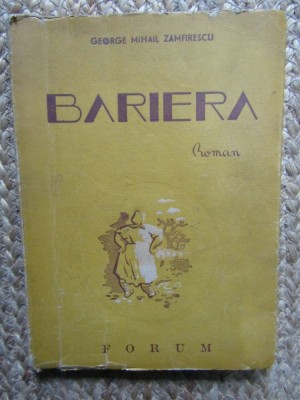 GEORGE MIHAIL ZAMFIRESCU
BARIERA
Roman
FORUM